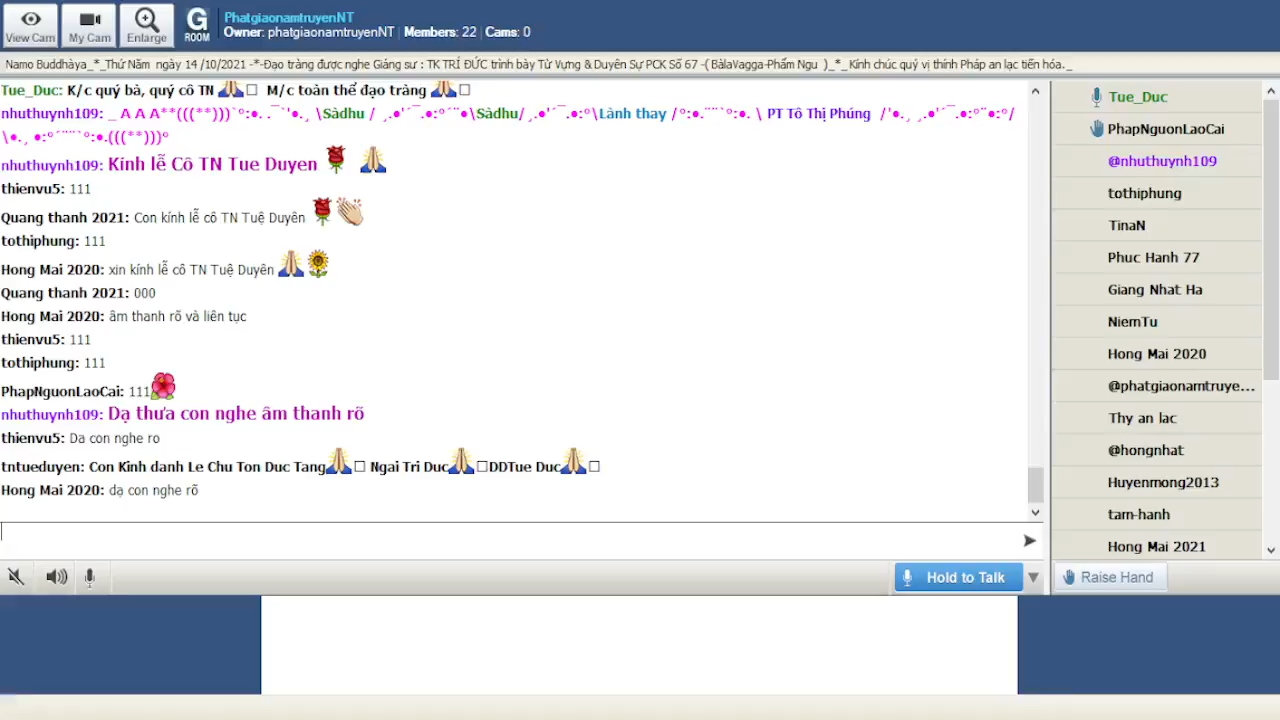 View Cam
My Cam
Enlarge
G
ROOM
PhatgiaonamtruyenNT
Owner: phatgiaonamtruyenNT | Members: 22 | Cams: 0
Namo Buddhàya_*_Thứ Năm ngày 14 /10/2021 -*-Đạo tràng được nghe Giảng sư : TK TRÍ ĐỨC trình bày Từ Vựng & Duyên Sự PCK Số 67 -( BàlaVagga-Phẩm Ngu )_*_ Kính chúc quý vị thính Pháp an lạc tiến hóa._
Tue_Duc: K/c quý bà, quý cô TN 🙏□ M/c toàn thể đạo tràng 🙏□
nhuthuynh109: _ A A A**(((**)))`°:•. .¯`'•.¸ \Sàdhu / ¸.•'´¯.•:°´¨•\Sàdhu/ ¸.•'´¯.•:°\Lành thay /°:•.¨¨`°:•. \ PT Tô Thị Phúng /'•.¸ ¸.•'´¯.•:°¨•:°/
\•.¸ •:°´¨¨`°:•.(((**)))°
nhuthuynh109: Kính lễ Cô TN Tue Duyen 🌹 🙏
thienvu5: 111
Quang thanh 2021: Con kính lễ cô TN Tuệ Duyên 🌹👏
tothiphung: 111
Hong Mai 2020: xin kính lễ cô TN Tuệ Duyên 🙏🌻
Quang thanh 2021: 000
Hong Mai 2020: âm thanh rõ và liên tục
thienvu5: 111
tothiphung: 111
PhapNguonLaoCai: 111🌺
nhuthuynh109: Dạ thưa con nghe âm thanh rõ
thienvu5: Da con nghe ro
tntueduyen: Con Kinh danh Le Chu Ton Duc Tang🙏□ Ngai Tri Duc🙏□DDTue Duc🙏□
Hong Mai 2020: dạ con nghe rõ
Hold to Talk
Tue_Duc
PhapNguonLaoCai
@nhuthuynh109
tothiphung
TinaN
Phuc Hanh 77
Giang Nhat Ha
NiemTu
Hong Mai 2020
@phatgiaonamtruye...
Thy an lac
@hongnhat
Huyenmong2013
tam-hanh
Hong Mai 2021
Raise Hand